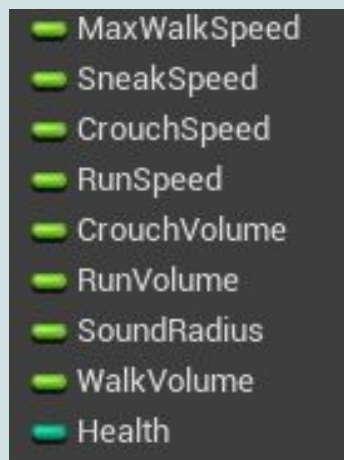 MaxWalkSpeed
SneakSpeed
CrouchSpeed
RunSpeed
CrouchVolume
RunVolume
SoundRadius
WalkVolume
Health